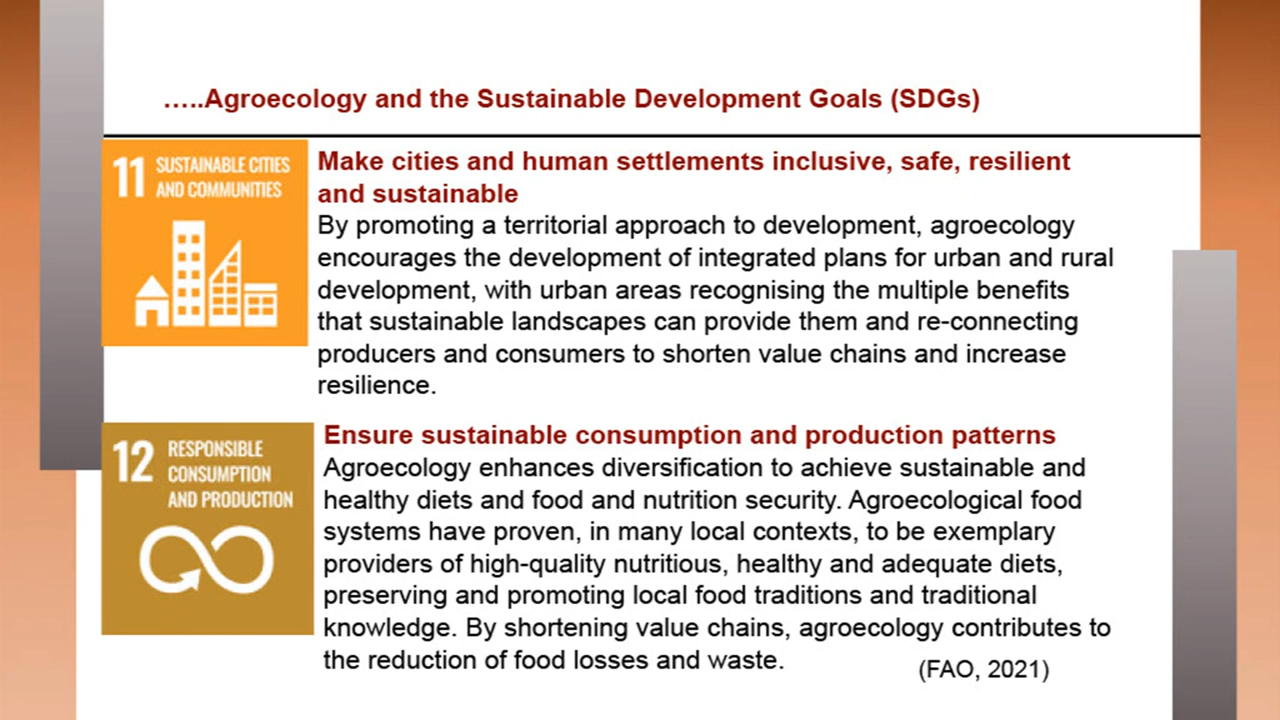 .....Agroecology and the Sustainable Development Goals (SDGs)
11 SUSTAINABLE CITIES
AND COMMUNITIES
Make cities and human settlements inclusive, safe, resilient
and sustainable
By promoting a territorial approach to development, agroecology
encourages the development of integrated plans for urban and rural
development, with urban areas recognising the multiple benefits
that sustainable landscapes can provide them and re-connecting
producers and consumers to shorten value chains and increase
resilience.
12 RESPONSIBLE
CONSUMPTION
AND PRODUCTION
Ensure sustainable consumption and production patterns
Agroecology enhances diversification to achieve sustainable and
healthy diets and food and nutrition security. Agroecological food
systems have proven, in many local contexts, to be exemplary
providers of high-quality nutritious, healthy and adequate diets,
preserving and promoting local food traditions and traditional
knowledge. By shortening value chains, agroecology contributes to
the reduction of food losses and waste.
(FAO, 2021)